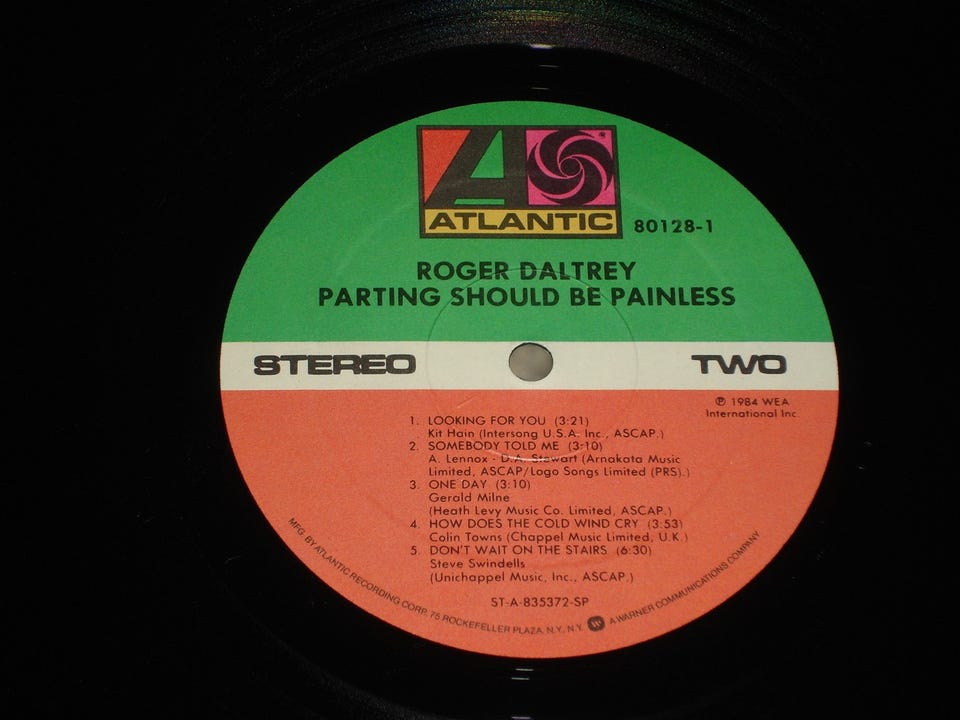 ATLANTIC
80128-1
ROGER DALTREY
PARTING SHOULD BE PAINLESS
STEREO
TWO
℗ 1984 WEA
International Inc.
1. LOOKING FOR YOU (3:21)
Kit Hain (Intersong U.S.A. Inc., ASCAP.)
2. SOMEBODY TOLD ME (3:10)
A. Lennox - D.A. Stewart (Arnakata Music
Limited, ASCAP/Logo Songs Limited (PRS).)
3. ONE DAY (3:10)
Gerald Milne
(Heath Levy Music Co. Limited, ASCAP.)
4. HOW DOES THE COLD WIND CRY (3:53)
Colin Towns (Chappel Music Limited, U.K.)
5. DON'T WAIT ON THE STAIRS (6:30)
Steve Swindells
(Unichappel Music, Inc., ASCAP.)
ST-A-835372-SP
MFG. BY ATLANTIC RECORDING CORP. 75 ROCKEFELLER PLAZA, N.Y., N.Y. A WARNER COMMUNICATIONS COMPANY